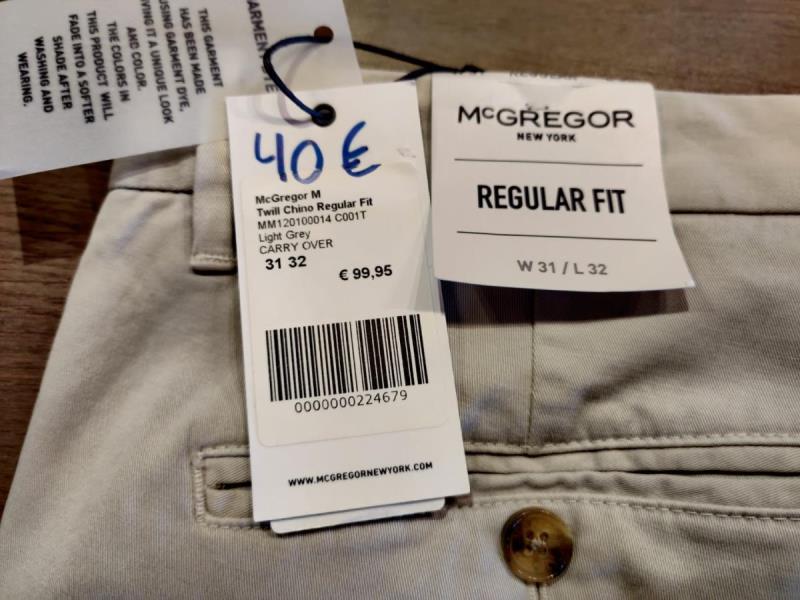 THIS GARMENT
HAS BEEN MADE
USING GARMENT DYE,
GIVING IT A UNIQUE LOOK
AND COLOR.
THE COLORS IN
THIS PRODUCT WILL
FADE INTO A SOFTER
SHADE AFTER
WASHING AND
WEARING.
40 €
McGregor M
Twill Chino Regular Fit
MM120100014 C001T
Light Grey
CARRY OVER
31 32
€ 99,95
0000000224679
WWW.MCGREGORNEWYORK.COM
REGULAR
McGREGOR
NEW YORK
REGULAR FIT
W 31 / L 32